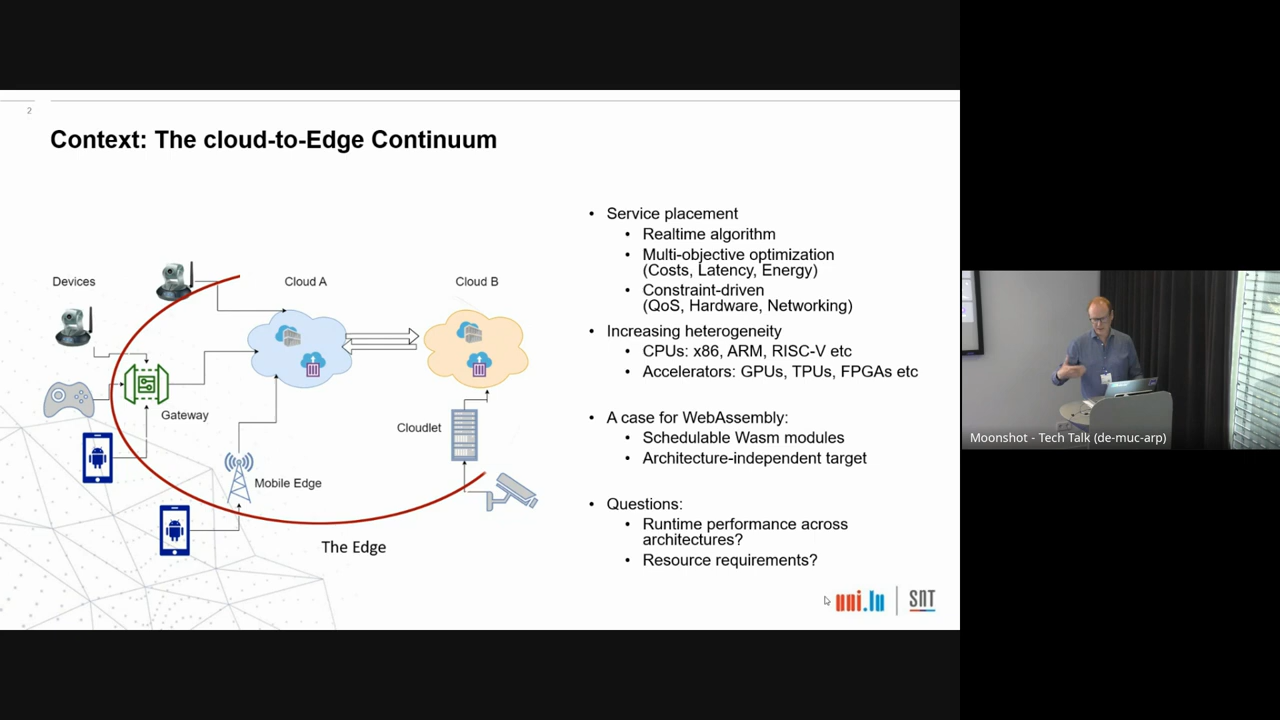 2
Context: The cloud-to-Edge Continuum
Devices
Cloud A
Cloud B
Gateway
Cloudlet
Mobile Edge
The Edge
• Service placement
• Realtime algorithm
• Multi-objective optimization
(Costs, Latency, Energy)
• Constraint-driven
(QoS, Hardware, Networking)
• Increasing heterogeneity
• CPUs: x86, ARM, RISC-V etc
• Accelerators: GPUs, TPUs, FPGAs etc
• A case for WebAssembly:
• Schedulable Wasm modules
• Architecture-independent target
• Questions:
• Runtime performance across
architectures?
• Resource requirements?
uni.lu | SNT
Moonshot - Tech Talk (de-muc-arp)